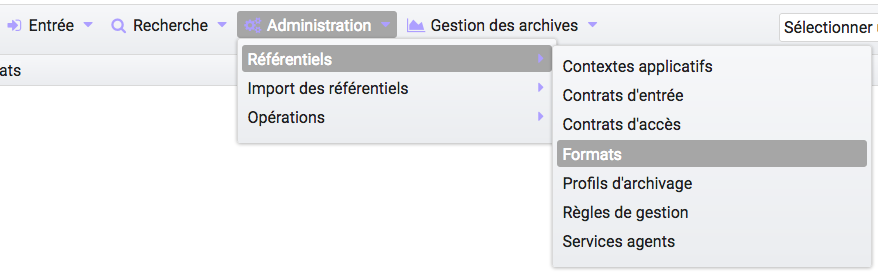 Entrée Recherche Administration Gestion des archives Sélectionner
ats
Référentiels
Import des référentiels
Opérations
Contextes applicatifs
Contrats d'entrée
Contrats d'accès
Formats
Profils d'archivage
Règles de gestion
Services agents